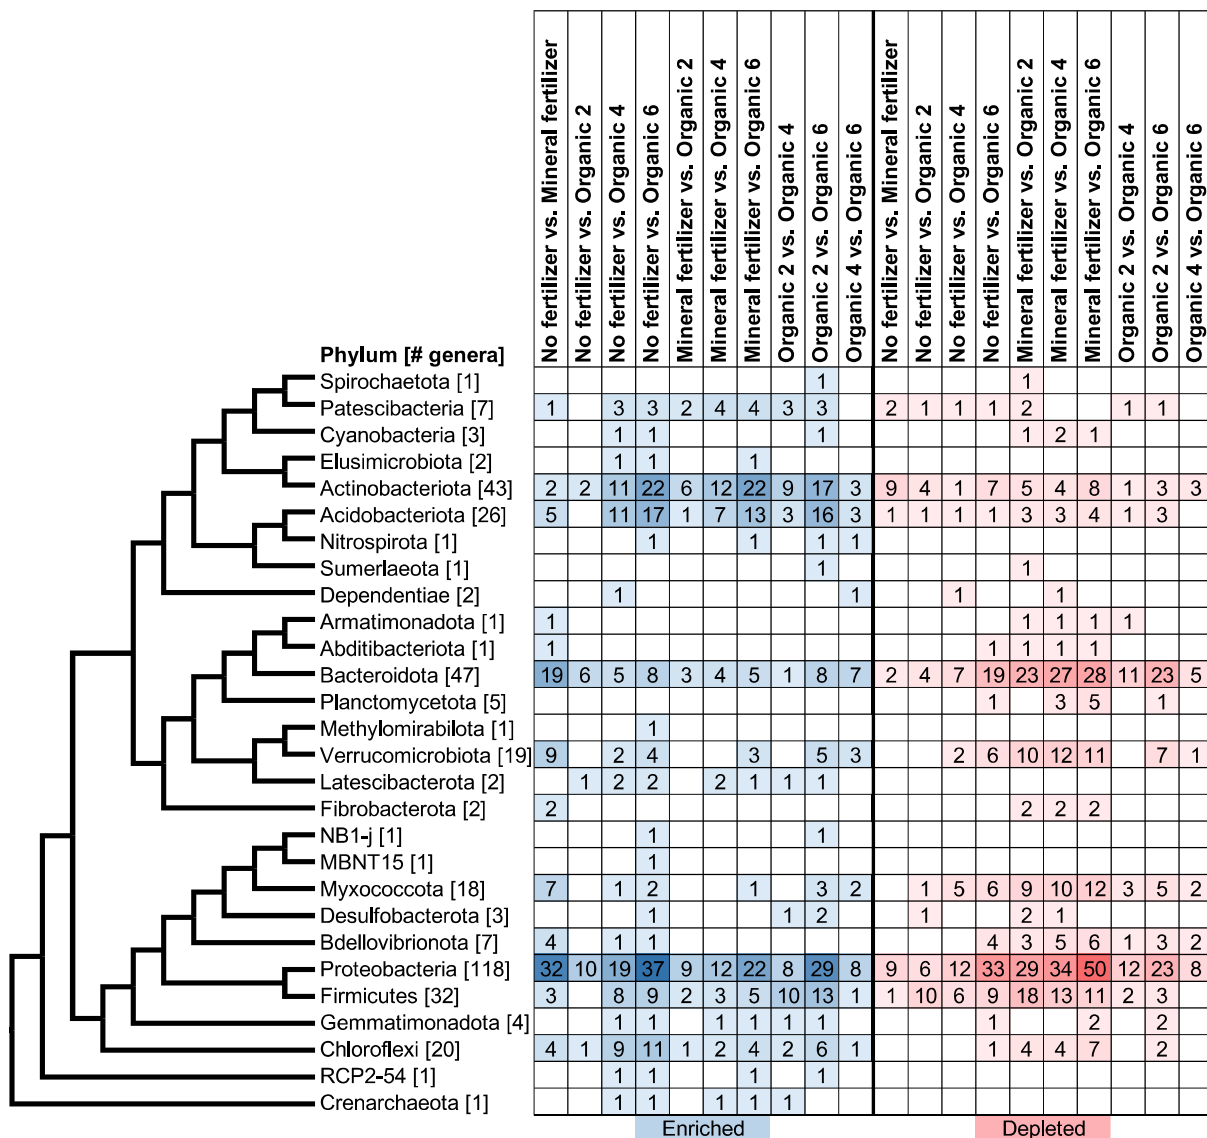 No fertilizer vs. Mineral fertilizer
No fertilizer vs. Organic 2
No fertilizer vs. Organic 4
No fertilizer vs. Organic 6
Mineral fertilizer vs. Organic 2
Mineral fertilizer vs. Organic 4
Mineral fertilizer vs. Organic 6
Organic 2 vs. Organic 4
Organic 2 vs. Organic 6
Organic 4 vs. Organic 6
No fertilizer vs. Mineral fertilizer
No fertilizer vs. Organic 2
No fertilizer vs. Organic 4
No fertilizer vs. Organic 6
Mineral fertilizer vs. Organic 2
Mineral fertilizer vs. Organic 4
Mineral fertilizer vs. Organic 6
Organic 2 vs. Organic 4
Organic 2 vs. Organic 6
Organic 4 vs. Organic 6
Phylum [# genera]
Spirochaetota [1] 1 1
Patescibacteria [7] 1 3 3 2 4 4 3 3 2 1 1 1 2 1 1
Cyanobacteria [3] 1 1 1 1 2 1
Elusimicrobiota [2] 1 1 1
Actinobacteriota [43] 2 2 11 22 6 12 22 9 17 3 9 4 1 7 5 4 8 1 3 3
Acidobacteriota [26] 5 11 17 1 7 13 3 16 3 1 1 1 1 3 3 4 1 3
Nitrospirota [1] 1 1 1 1
Sumerlaeota [1] 1 1
Dependentiae [2] 1 1 1 1
Armatimonadota [1] 1 1 1 1 1
Abditibacteriota [1] 1 1 1 1 1
Bacteroidota [47] 19 6 5 8 3 4 5 1 8 7 2 4 7 19 23 27 28 11 23 5
Planctomycetota [5] 1 3 5 1
Methylomirabilota [1] 1
Verrucomicrobiota [19] 9 2 4 3 5 3 2 6 10 12 11 7 1
Latescibacterota [2] 1 2 2 2 1 1 1
Fibrobacterota [2] 2 2 2 2
NB1-j [1] 1 1
MBNT15 [1] 1
Myxococcota [18] 7 1 2 1 3 2 1 5 6 9 10 12 3 5 2
Desulfobacterota [3] 1 1 2 1 2 1
Bdellovibrionota [7] 4 1 1 4 3 5 6 1 3 2
Proteobacteria [118] 32 10 19 37 9 12 22 8 29 8 9 6 12 33 29 34 50 12 23 8
Firmicutes [32] 3 8 9 2 3 5 10 13 1 1 10 6 9 18 13 11 2 3
Gemmatimonadota [4] 1 1 1 1 1 1 1 2 2
Chloroflexi [20] 4 1 9 11 1 2 4 2 6 1 1 4 4 7 2
RCP2-54 [1] 1 1 1 1
Crenarchaeota [1] 1 1 1 1 1
Enriched Depleted